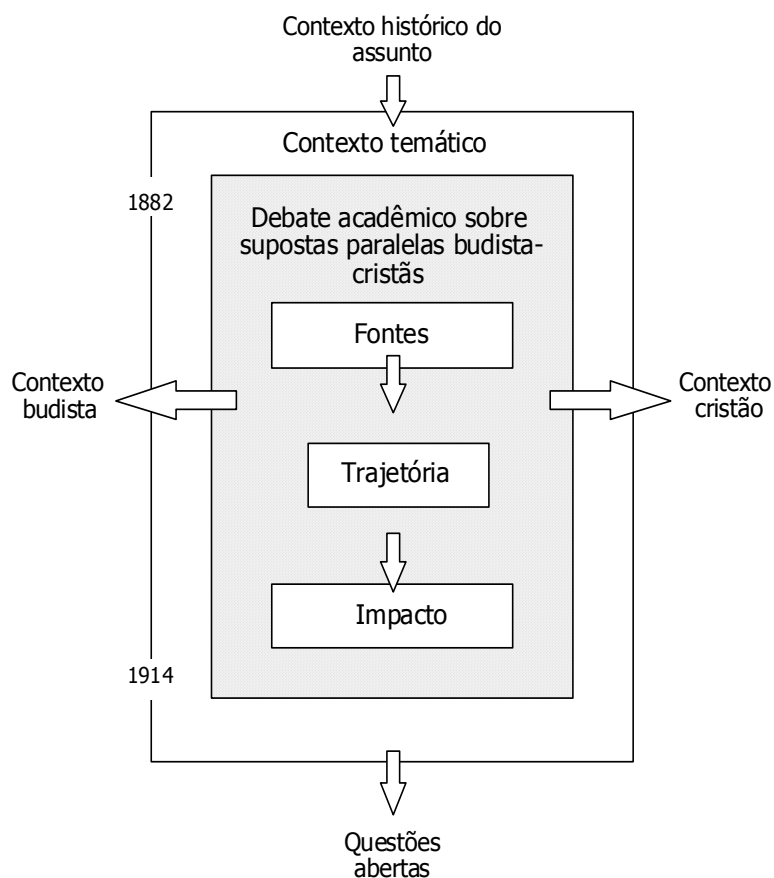 Contexto histórico do
assunto
Contexto temático
1882
Debate acadêmico sobre
supostas paralelas budista-
cristãs
Fontes
Contexto
budista
Contexto
cristão
Trajetória
Impacto
1914
Questões
abertas